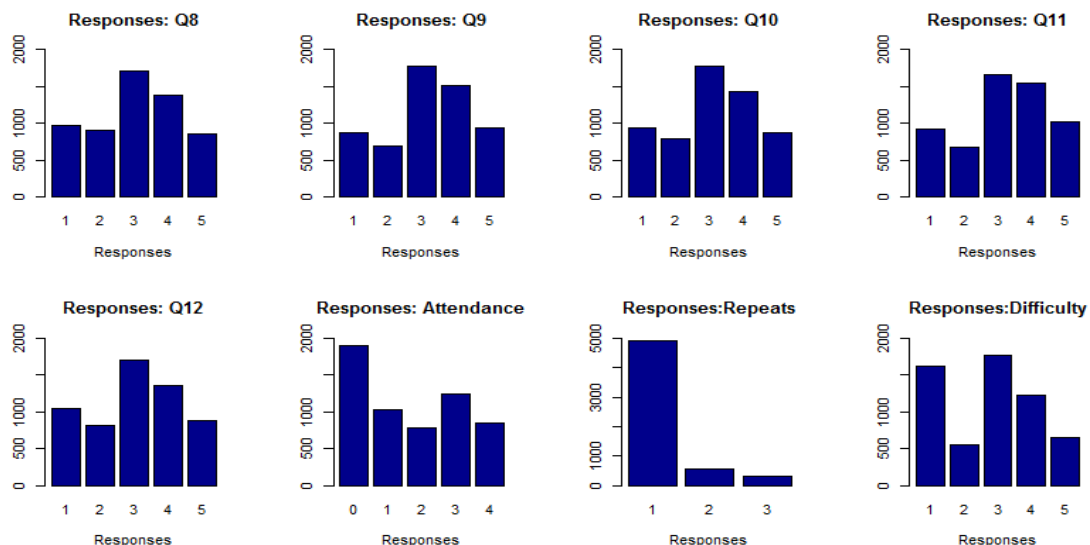 Responses: Q8
2000
1000
500
0
1 2 3 4 5
Responses
Responses: Q9
2000
1000
500
0
1 2 3 4 5
Responses
Responses: Q10
2000
1000
500
0
1 2 3 4 5
Responses
Responses: Q11
2000
1000
500
0
1 2 3 4 5
Responses
Responses: Q12
2000
1000
500
0
1 2 3 4 5
Responses
Responses: Attendance
2000
1000
500
0
0 1 2 3 4
Responses
Responses:Repeats
5000
3000
1000
0
1 2 3
Responses
Responses:Difficulty
2000
1000
500
0
1 2 3 4 5
Responses